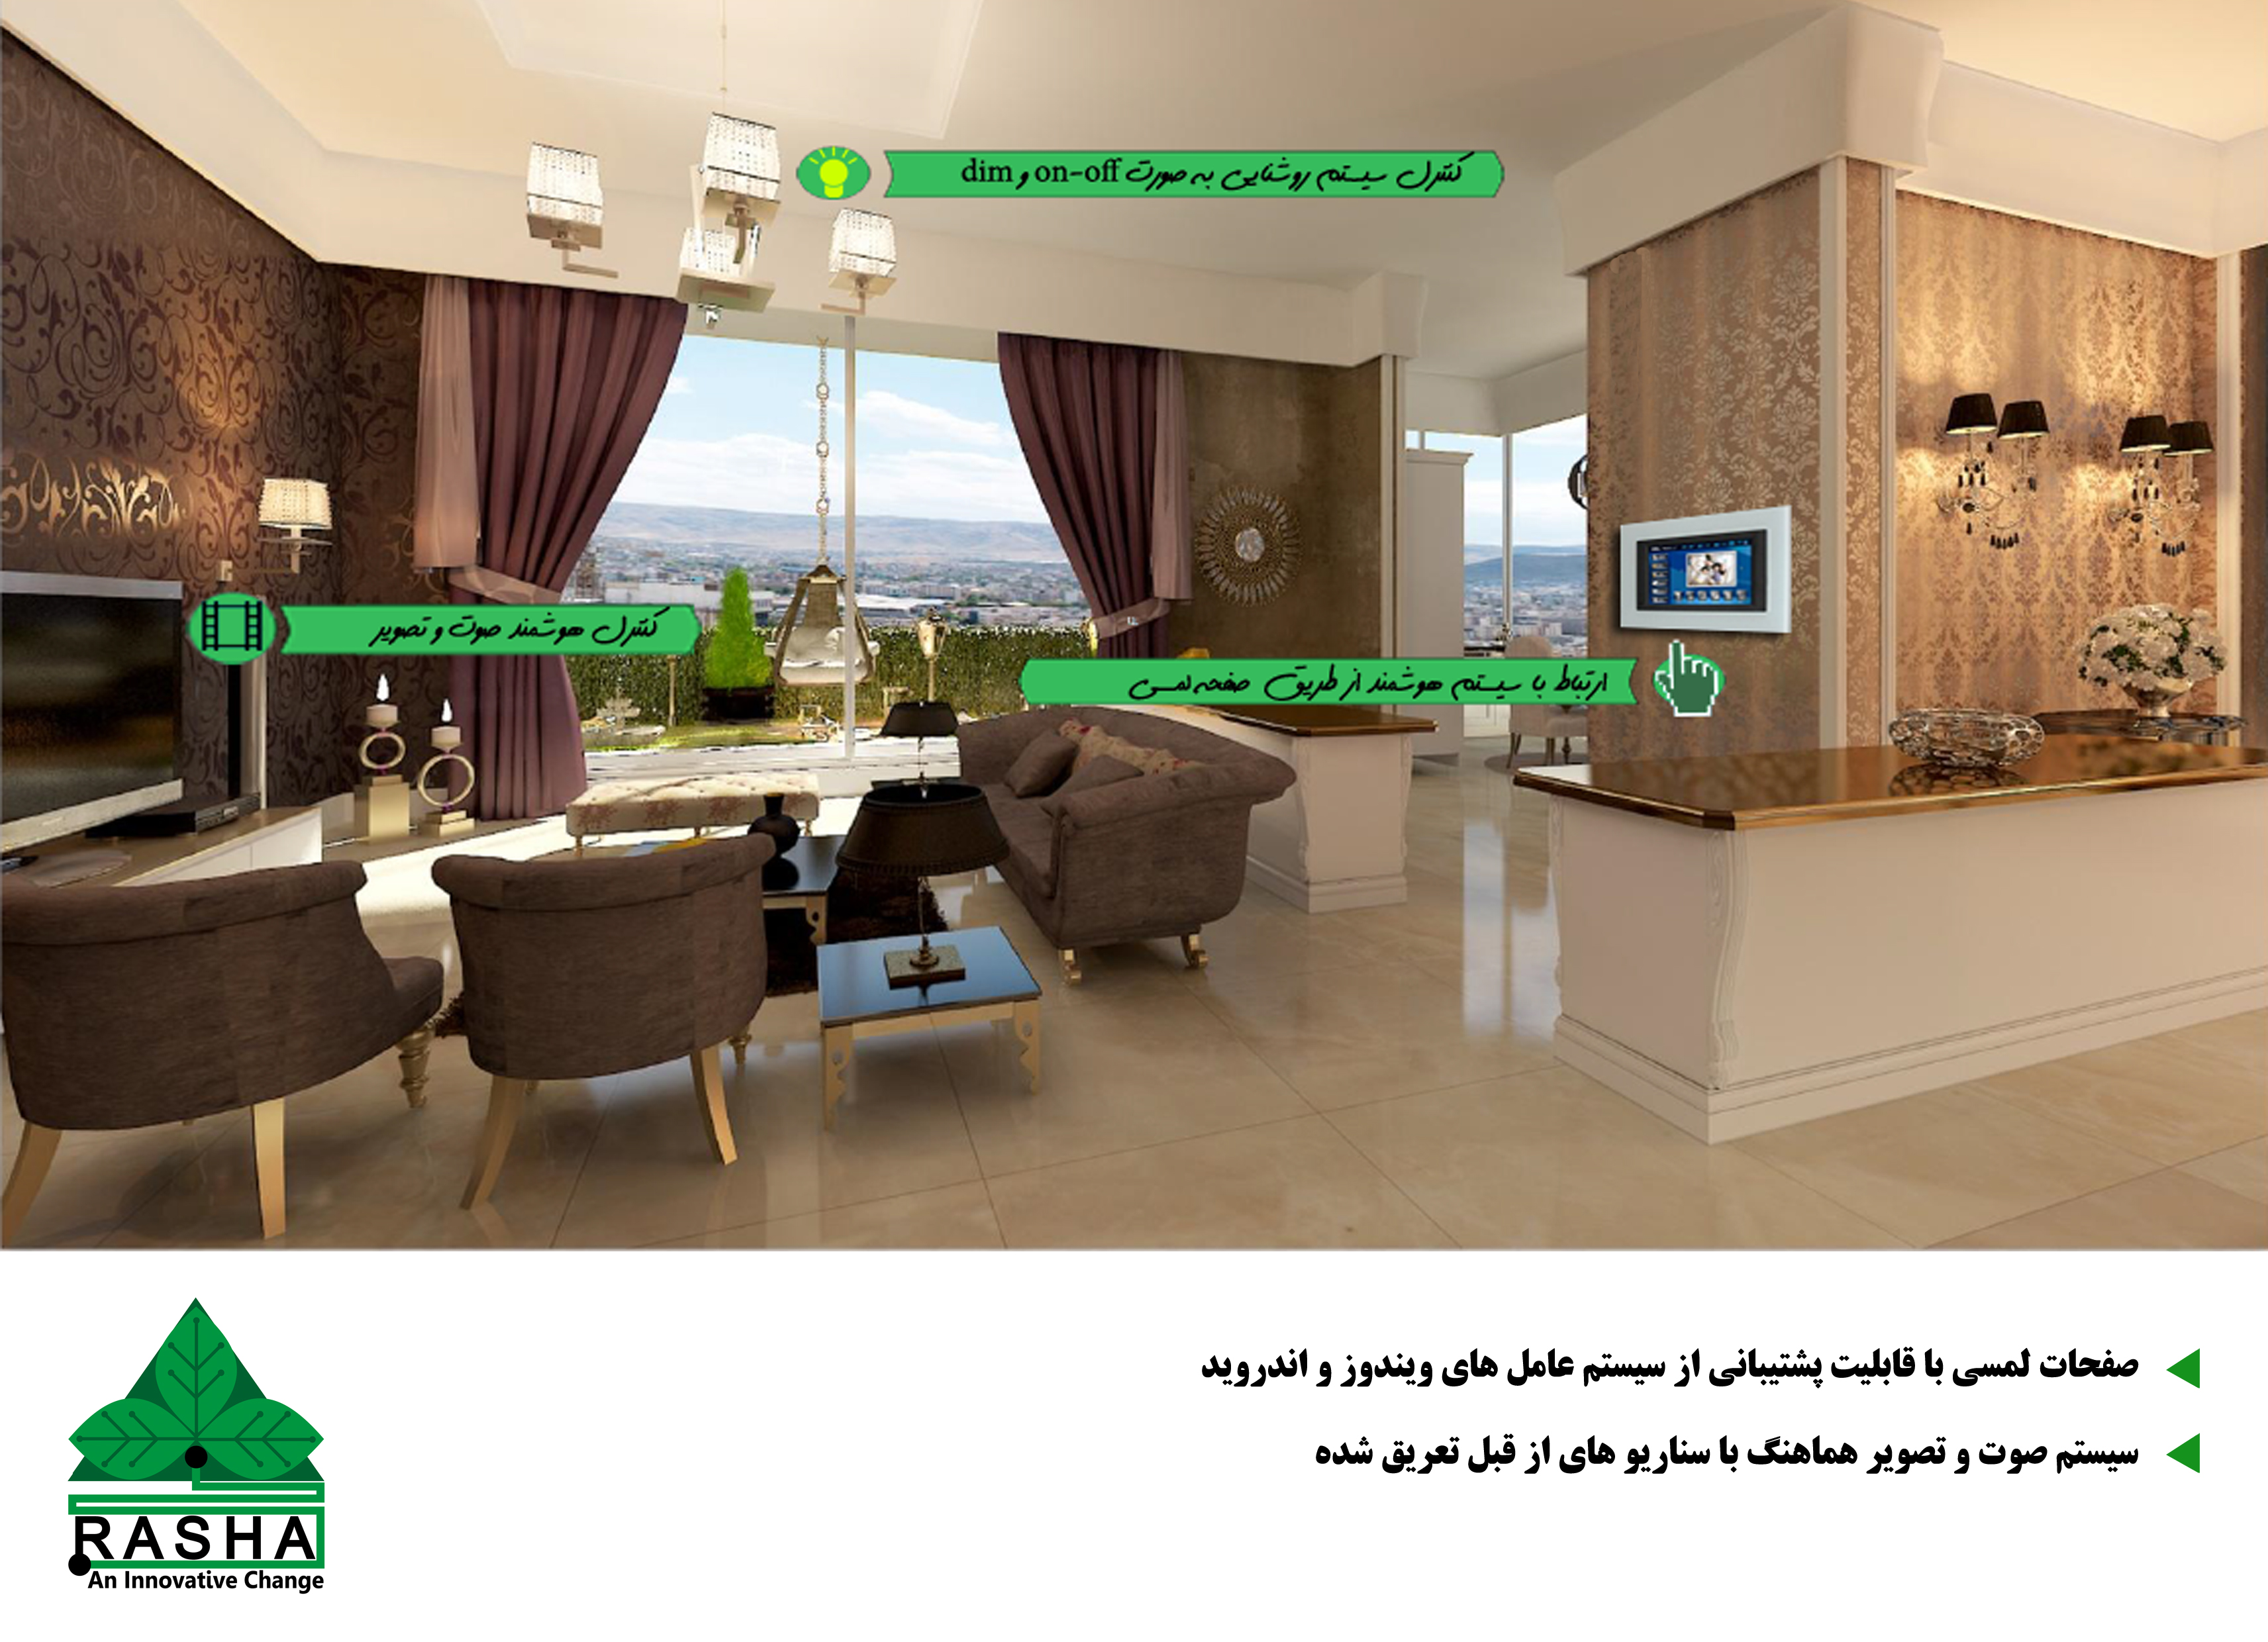 کنترل سیستم روشنایی به صورت on-off و dim
کنترل هوشمند صوت و تصویر
ارتباط با سیستم هوشمند از طریق صفحه لمسی
صفحات لمسی با قابلیت پشتیبانی از سیستم عامل های ویندوز و اندروید
سیستم صوت و تصویر هماهنگ با سناریو های از قبل تعریق شده
RASHA
An Innovative Change